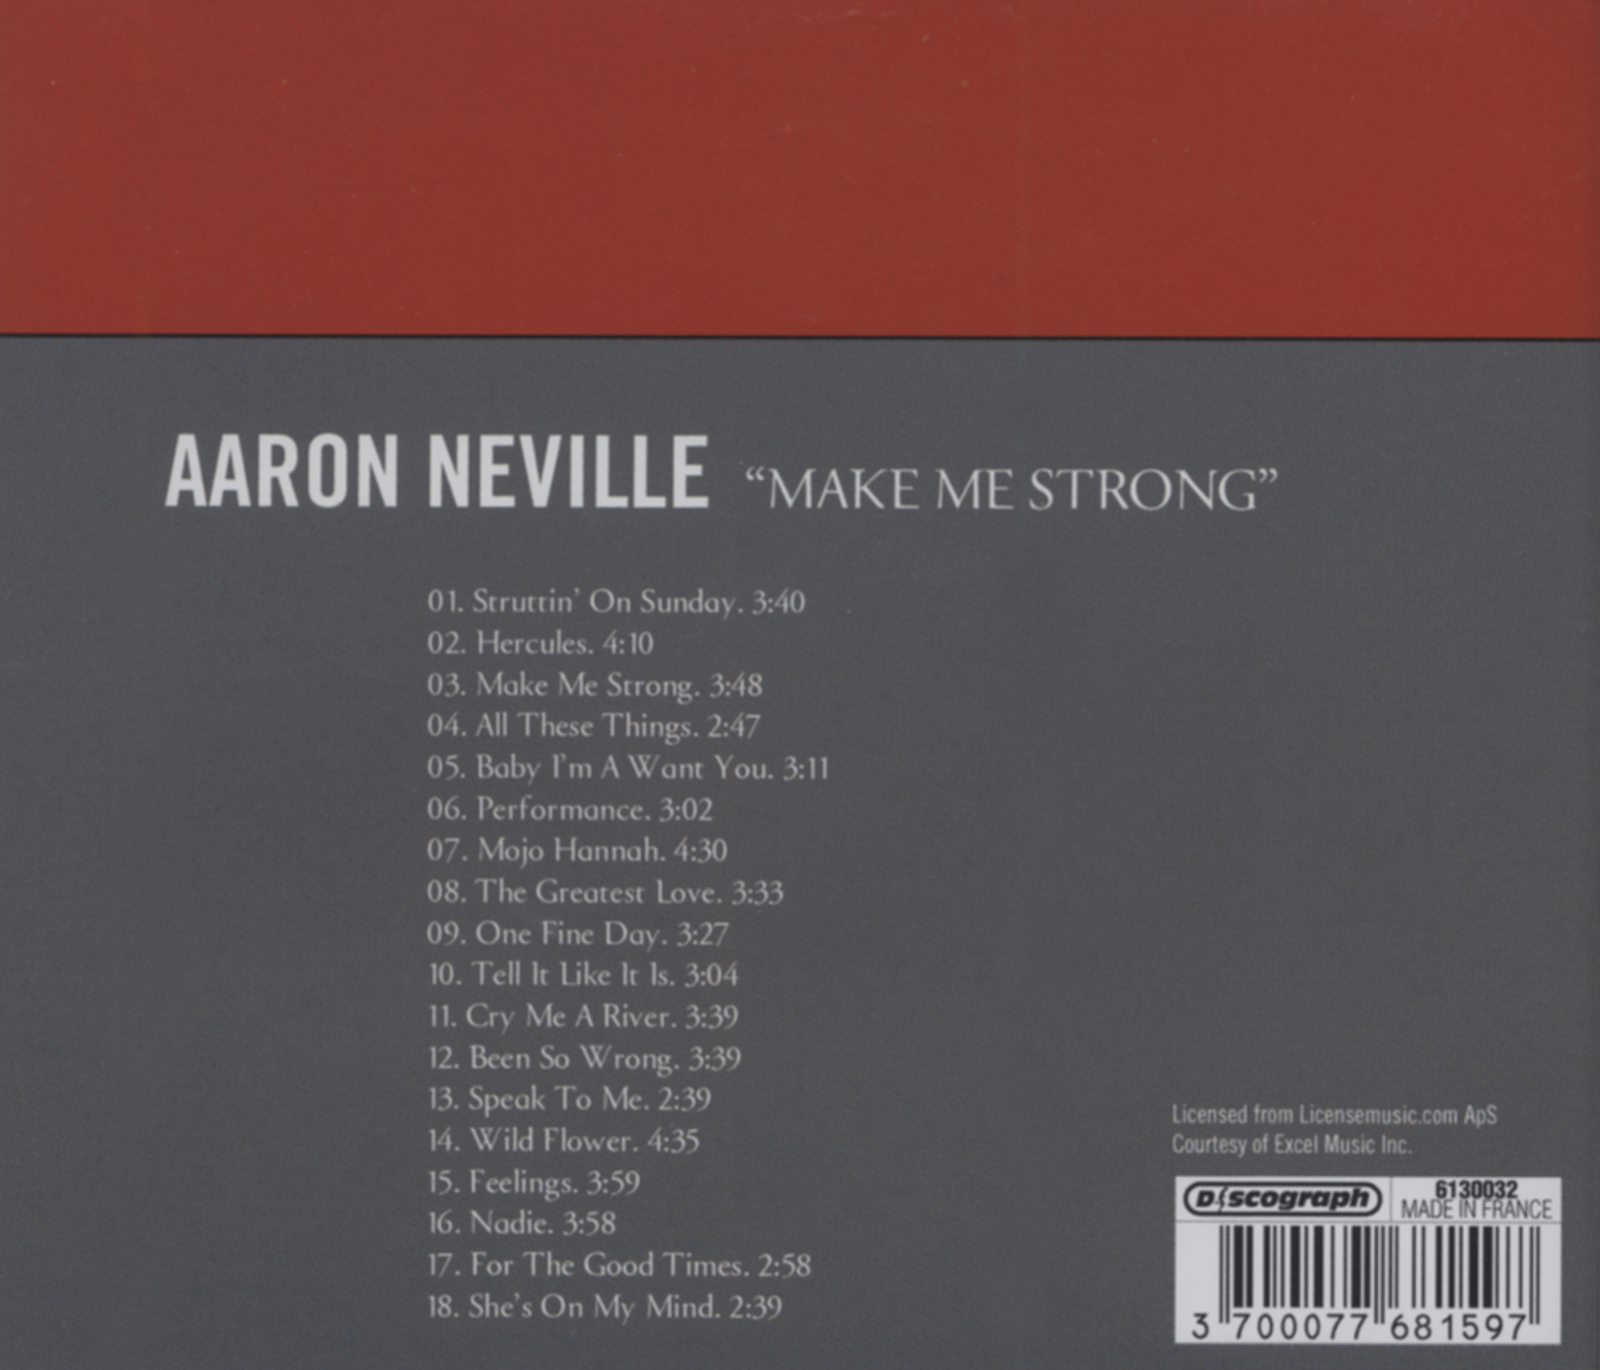 AARON NEVILLE “MAKE ME STRONG”
01. Struttin’ On Sunday. 3:40
02. Hercules. 4:10
03. Make Me Strong. 3:48
04. All These Things. 2:47
05. Baby I’m A Want You. 3:11
06. Performance. 3:02
07. Mojo Hannah. 4:30
08. The Greatest Love. 3:33
09. One Fine Day. 3:27
10. Tell It Like It Is. 3:04
11. Cry Me A River. 3:39
12. Been So Wrong. 3:39
13. Speak To Me. 2:39
14. Wild Flower. 4:35
15. Feelings. 3:59
16. Nadie. 3:58
17. For The Good Times. 2:58
18. She’s On My Mind. 2:39
Licensed from Licensemusic.com ApS
Courtesy of Excel Music Inc.
Discograph
6130032
MADE IN FRANCE
3 700077 681597